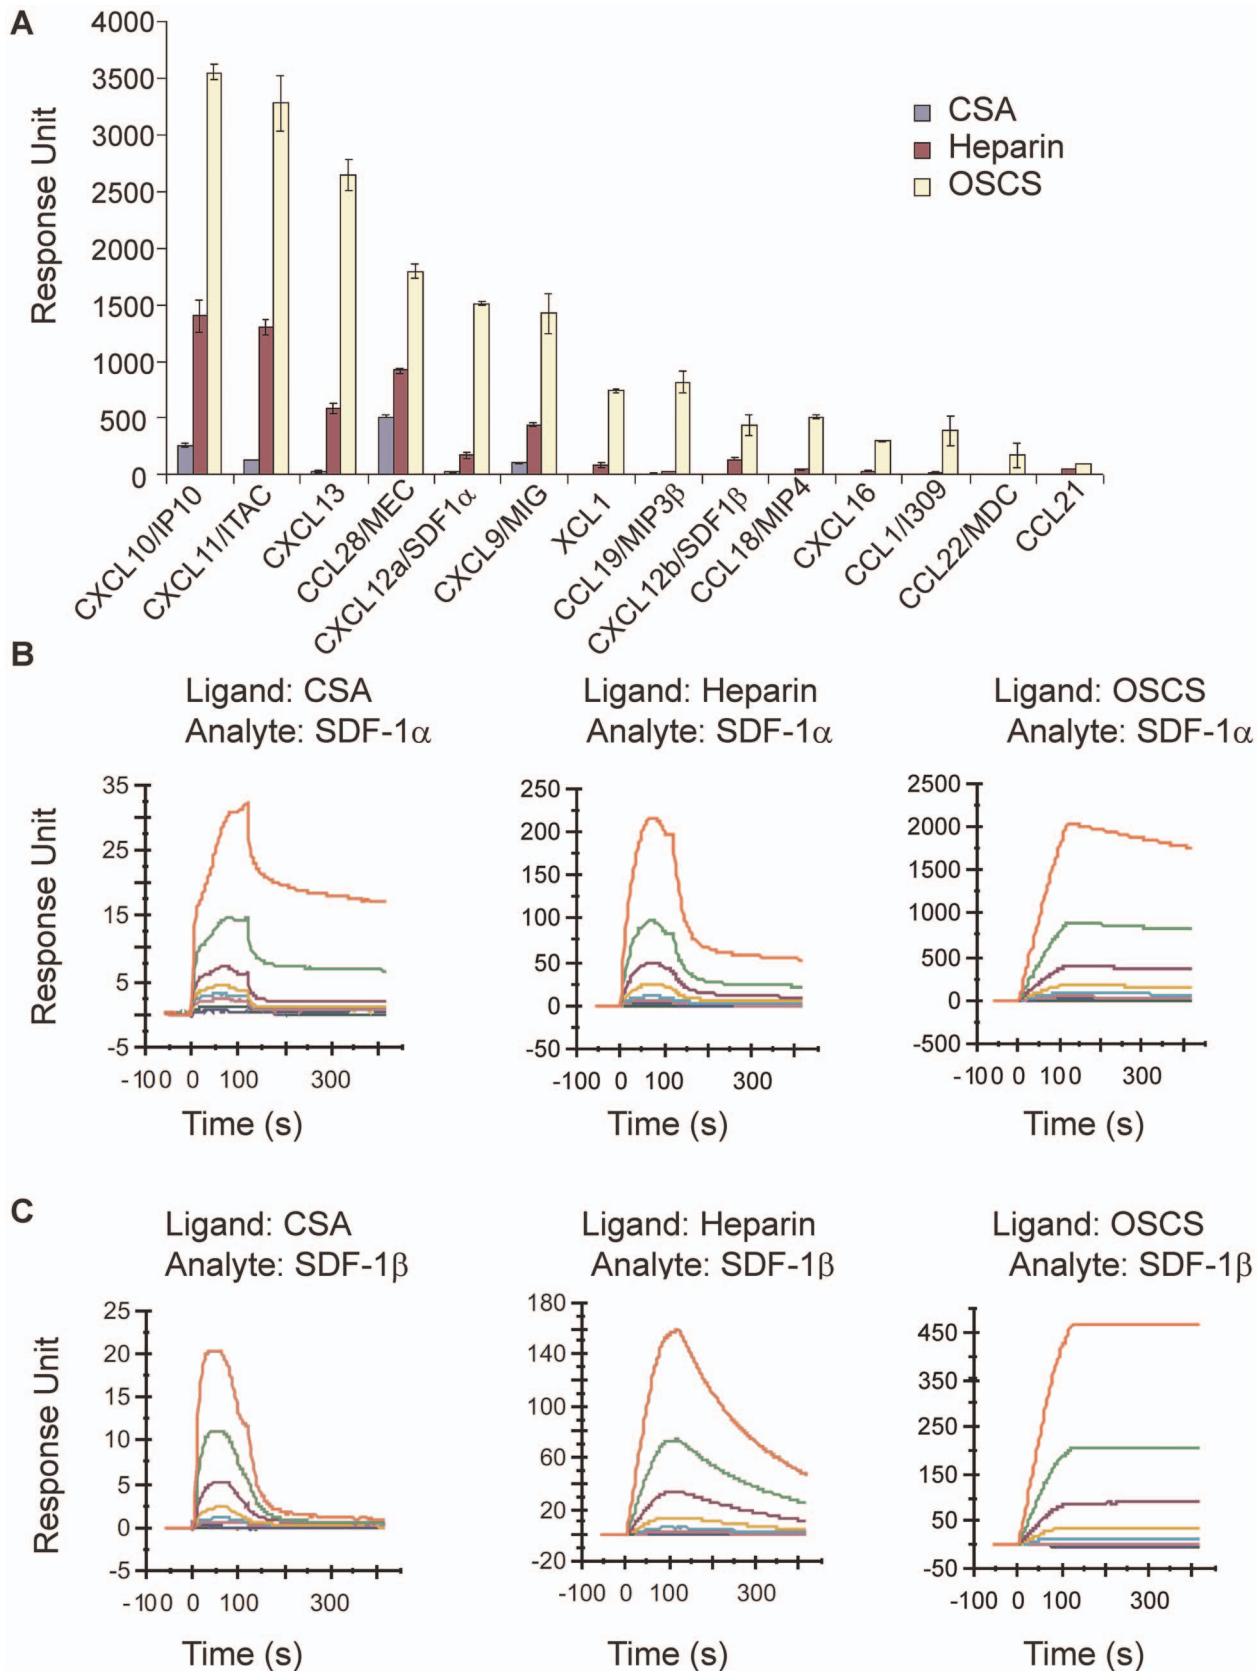 A
Response Unit
4000
3500
3000
2500
2000
1500
1000
500
0
CSA
Heparin
OSCS
CXCL10/IP10
CXCL11/ITAC
CXCL13
CCL28/MEC
CXCL12a/SDF1α
CXCL9/MIG
XCL1
CCL19/MIP3β
CXCL12b/SDF1β
CCL18/MIP4
CXCL16
CCL1/I309
CCL22/MDC
CCL21
B
Ligand: CSA
Analyte: SDF-1α
Response Unit
35
25
15
5
-5
-100 0 100 300
Time (s)
Ligand: Heparin
Analyte: SDF-1α
250
200
150
100
50
0
-50
-100 0 100 300
Time (s)
Ligand: OSCS
Analyte: SDF-1α
2500
2000
1500
1000
500
0
-500
-100 0 100 300
Time (s)
C
Ligand: CSA
Analyte: SDF-1β
Response Unit
25
20
15
10
5
0
-5
-100 0 100 300
Time (s)
Ligand: Heparin
Analyte: SDF-1β
180
140
100
60
20
-20
-100 0 100 300
Time (s)
Ligand: OSCS
Analyte: SDF-1β
450
350
250
150
50
-50
-100 0 100 300
Time (s)